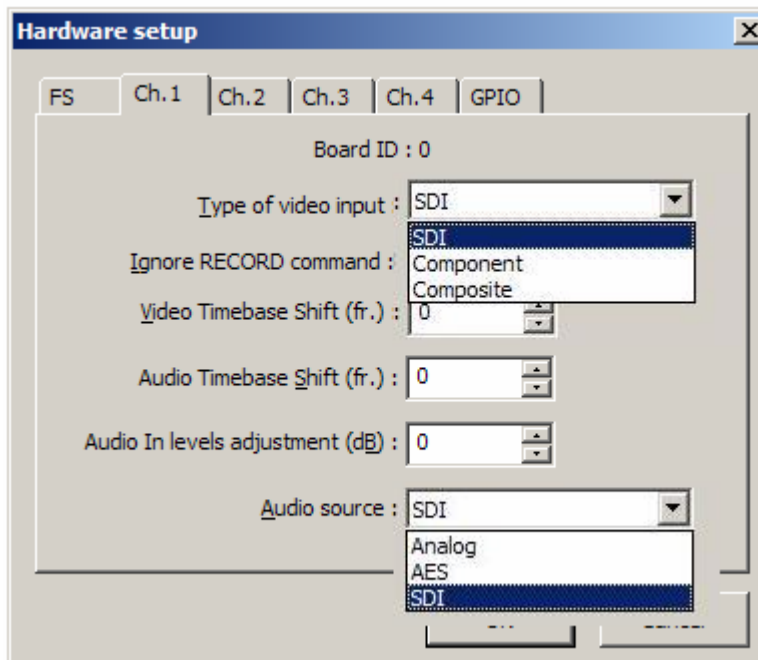 Hardware setup
FS Ch.1 Ch.2 Ch.3 Ch.4 GPIO
Board ID : 0
Type of video input : SDI
SDI
Ignore RECORD command : Component
Composite
Video Timebase Shift (fr.) : 0
Audio Timebase Shift (fr.) : 0
Audio In levels adjustment (dB) : 0
Audio source : SDI
Analog
AES
SDI